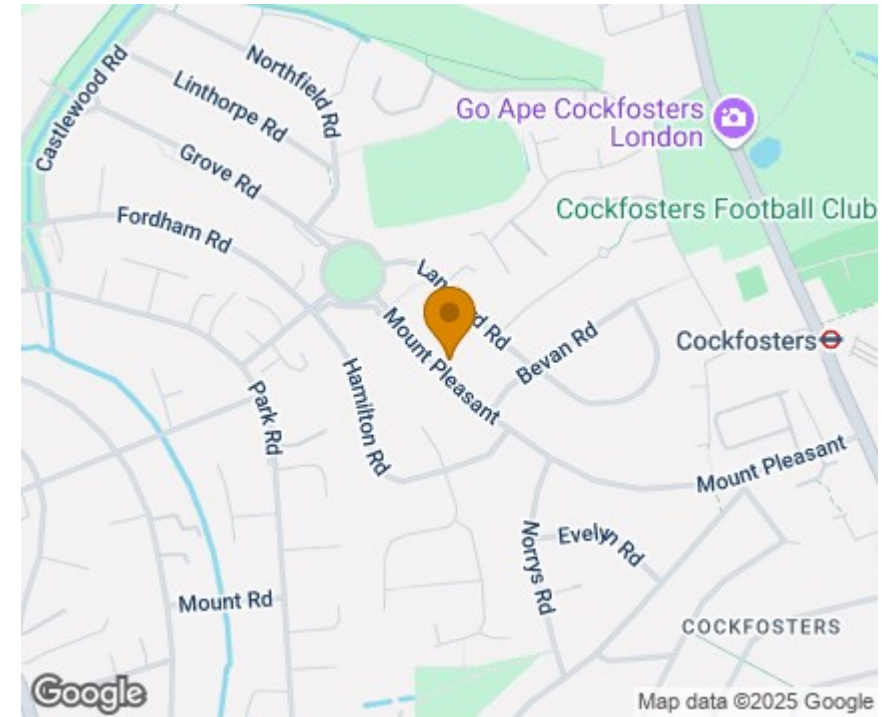 Castlewood Rd
Northfield Rd
Linthorpe Rd
Grove Rd
Fordham Rd
Go Ape Cockfosters
London
Cockfosters Football Club
Mount Pleasant
Bevan Rd
Cockfosters
Hamilton Rd
Park Rd
Mount Pleasant
Norrys Rd
Evelyn Rd
Mount Rd
COCKFOSTERS
Google
Map data ©2025 Google